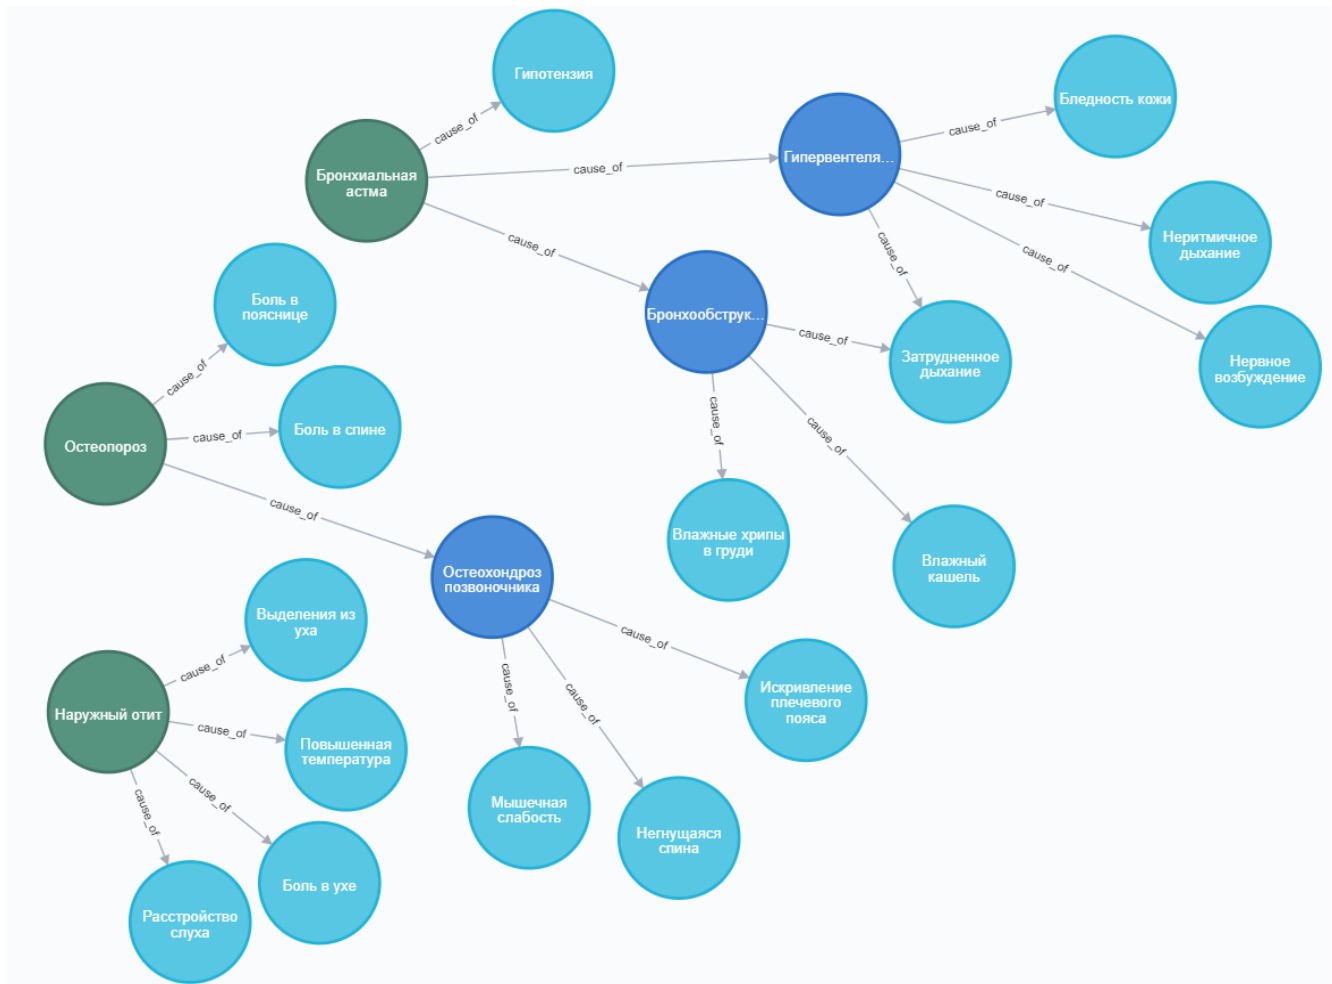 Гипотензия
cause_of
Бронхиальная
астма
cause_of
Гипервентеля...
cause_of
Бледность кожи
cause_of
Неритмичное
дыхание
cause_of
Нервное
возбуждение
cause_of
cause_of
Бронхообструк...
cause_of
Затрудненное
дыхание
cause_of
Влажные хрипы
в груди
cause_of
Влажный
кашель
Боль в
пояснице
cause_of
Остеопороз
cause_of
Боль в спине
cause_of
Остеохондроз
позвоночника
cause_of
Искривление
плечевого
пояса
cause_of
Мышечная
слабость
cause_of
Негнущаяся
спина
Выделения из
уха
cause_of
Наружный отит
cause_of
Повышенная
температура
cause_of
Боль в ухе
cause_of
Расстройство
слуха